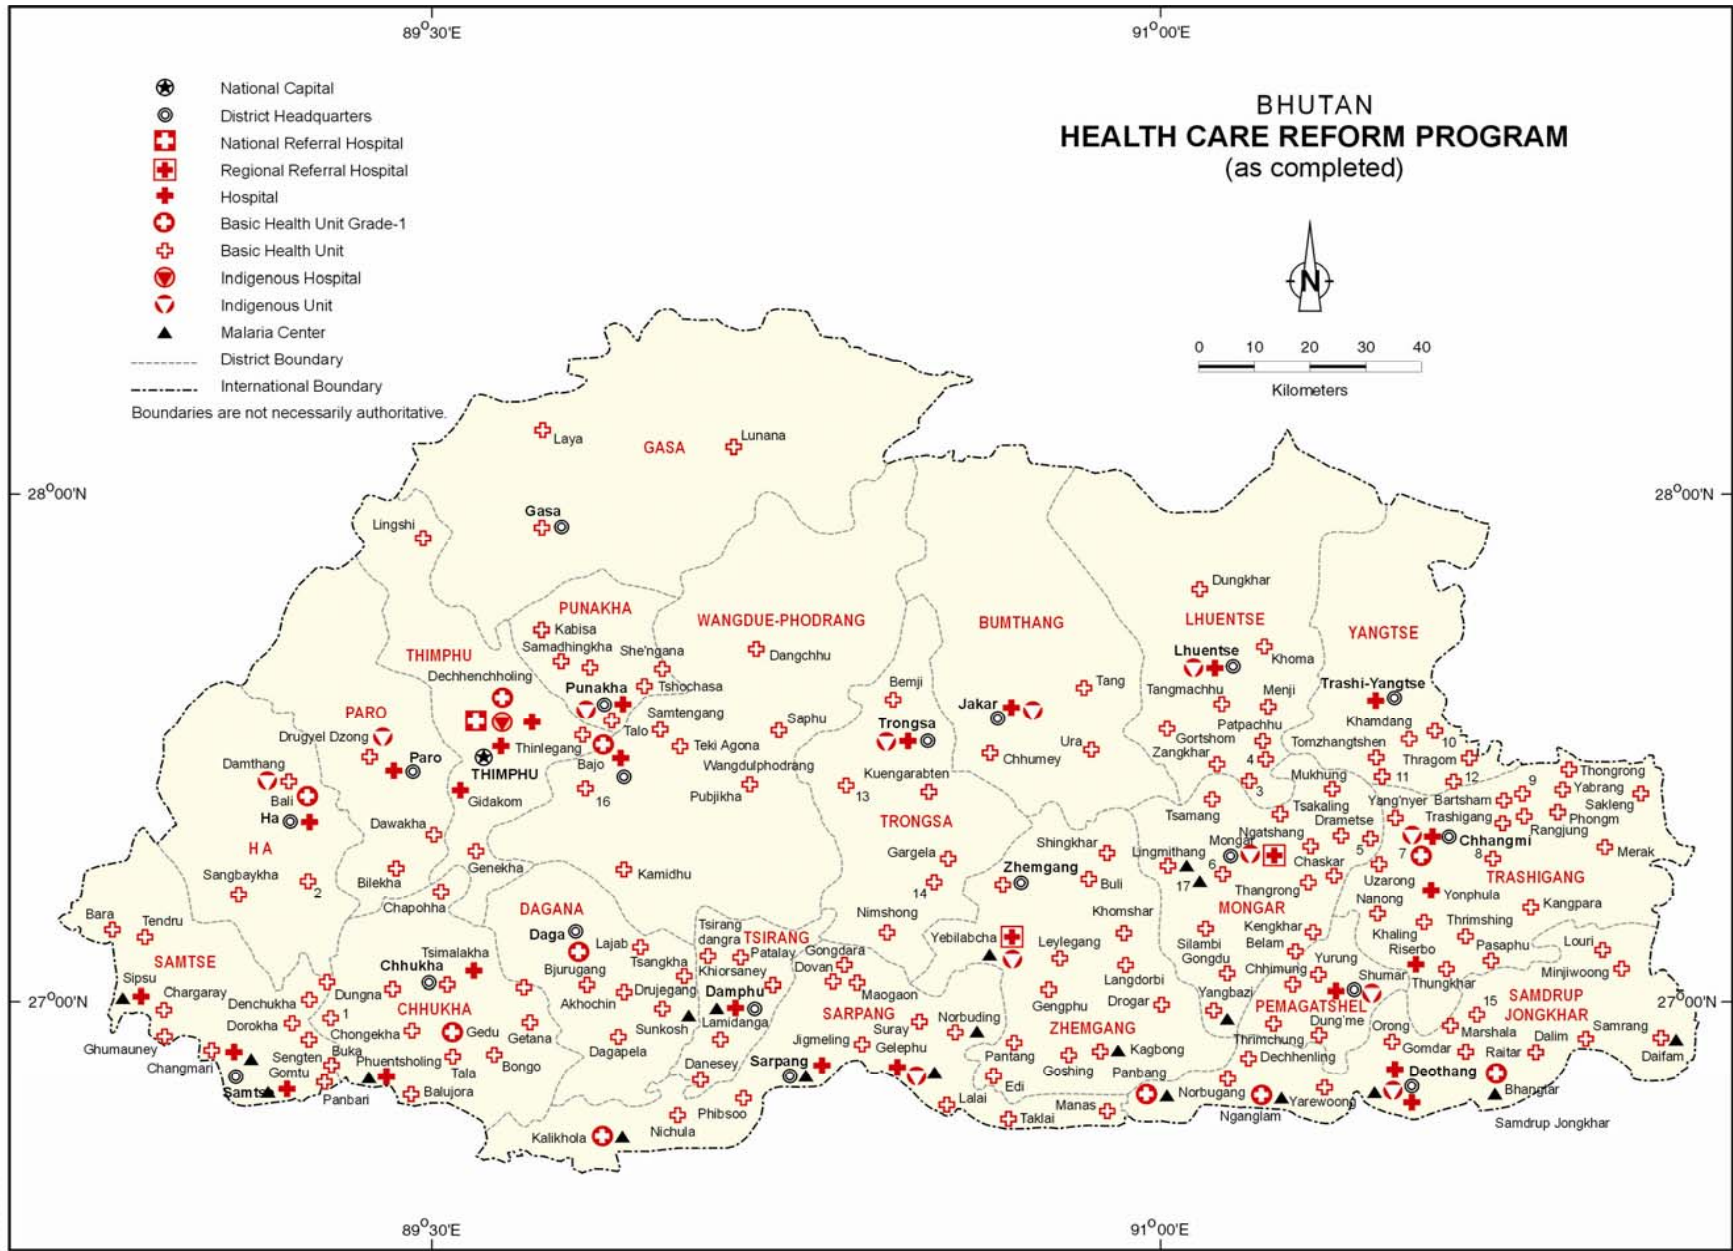 89°30'E
91°00'E
National Capital
District Headquarters
National Referral Hospital
Regional Referral Hospital
Hospital
Basic Health Unit Grade-1
Basic Health Unit
Indigenous Hospital
Indigenous Unit
Malaria Center
District Boundary
International Boundary
Boundaries are not necessarily authoritative.
BHUTAN
HEALTH CARE REFORM PROGRAM
(as completed)
N
0 10 20 30 40
Kilometers
28°00'N
28°00'N
Laya
GASA
Lunana
Gasa
Lingshi
Dungkhar
PUNAKHA
Kabisa
Samadhingkha
She'ngana
WANGDUE-PHODRANG
Dangchhu
BUMTHANG
LHUENTSE
YANGTSE
Lhuentse
Khoma
THIMPHU
Dechhenchholing
Punakha
Tshochasa
Bemji
Tang
Jakar
Tangmachhu
Menji
Trashi-Yangtse
PARO
Drugyel Dzong
Paro
Thinlegang
Talo
Samtengang
Teki Agona
Saphu
Trongsa
Chhumey
Ura
Gortshom
Patpachhu
Zangkhar
Khamdang
Tomzhangtshen
10
Thragom
Damthang
Bali
Ha
THIMPHU
Gidakom
Bajo
16
Wangdulphodrang
Pubjikha
13
Kuengarabten
4
3
Mukhung
11
12
9
Thongrong
Yabrang
Sakleng
Phongm
Rangjung
Merak
TRONGSA
Tsamang
Tsakaling
Yang'nyer
Bartsham
Trashigang
Chhangmi
Dawakha
Genekha
Gargela
Shingkhar
Lingmithang
Mongar
Ngatshang
Drametse
Chaskar
5
6
7
8
HA
Sangbaykha
2
Bilekha
Chapohha
Kamidhu
14
Zhemgang
Buli
17
Thangrong
Uzarong
Yonphula
TRASHIGANG
Kangpara
Bara
Tendru
DAGANA
Daga
Lajab
Tsirang
dangra
TSIRANG
Patalay
Nimshong
Khomshar
MONGAR
Kengkhar
Nanong
Khaling
Thrimshing
SAMTSE
Sipsu
Chargaray
Tsimalakha
Chhukha
Bjurugang
Tsangkha
Khiorsaney
Gongdara
Dovan
Yebilabcha
Leylegang
Langdorbi
Silambi
Gongdu
Belam
Chhimung
Yurung
Riserbo
Shumar
Pasaphu
Thungkhar
Louri
Minjiwoong
27°00'N
27°00'N
Denchukha
Dungna
1
CHHUKHA
Akhochin
Drujegang
Damphu
Maogaon
Gengphu
Drogar
Yangbazi
PEMAGATSHEL
15
SAMDRUP
JONGKHAR
Dorokha
Chongekha
Gedu
Getana
Sunkosh
Lamidanga
SARPANG
Suray
Norbuding
ZHEMGANG
Dung'me
Orong
Marshala
Dalim
Samrang
Daifam
Ghumauney
Changmari
Sengten
Gomtu
Buka
Phuentsholing
Tala
Bongo
Dagapela
Danesey
Jigmeling
Gelephu
Pantang
Goshing
Kagbong
Thrimchung
Dechhenling
Gomdar
Raitar
Samtse
Panbari
Balujora
Sarpang
Edi
Panbang
Norbugang
Nganglam
Yarewoong
Deothang
Bhangtar
Kalikhola
Nichula
Phibsoo
Lalai
Taklai
Manas
Samdrup Jongkhar
89°30'E
91°00'E